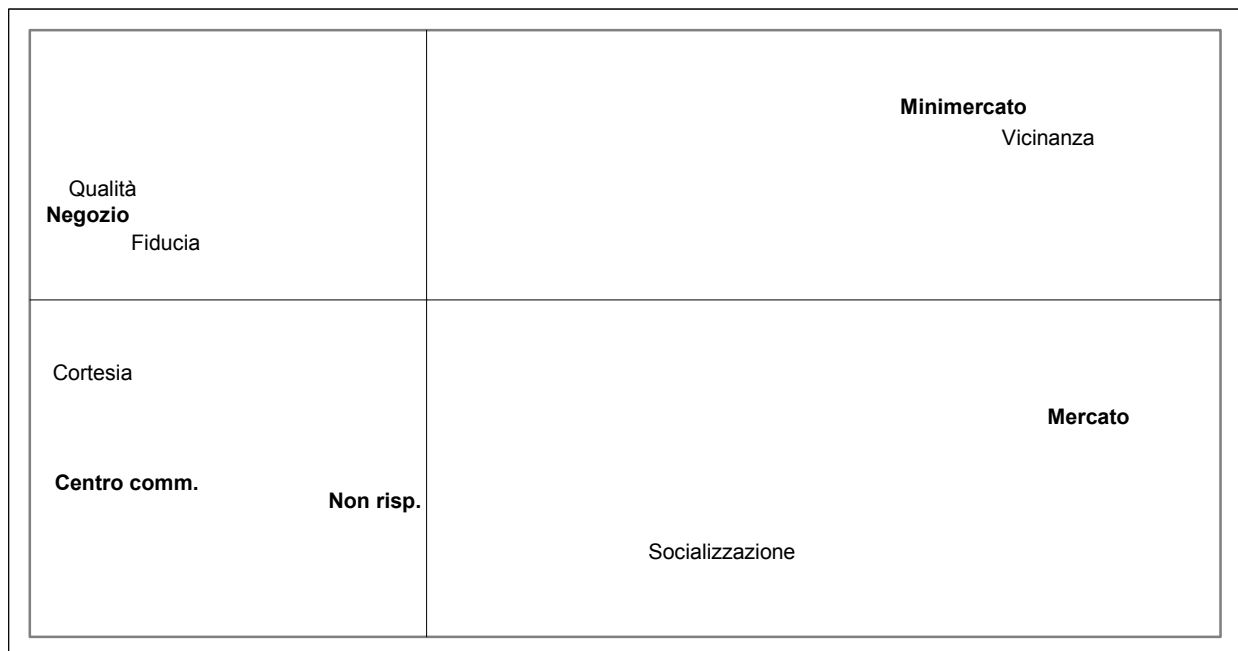 Minimercato
Vicinanza
Qualità
Negozio
Fiducia
Cortesia
Mercato
Centro comm.
Non risp.
Socializzazione